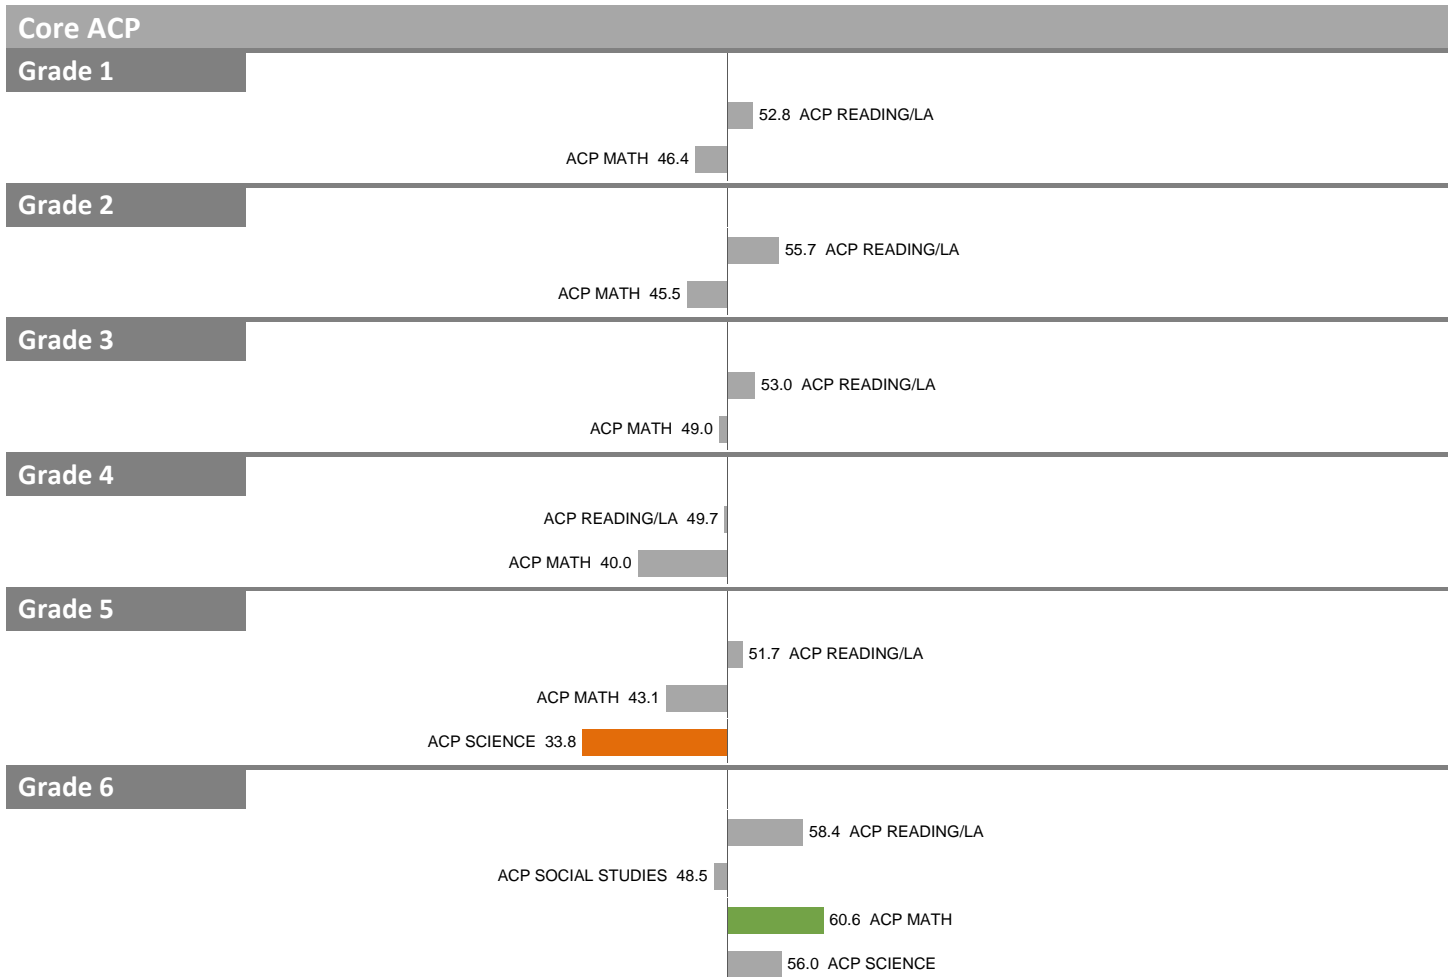 Core ACP
Grade 1
52.8 ACP READING/LA
ACP MATH 46.4
Grade 2
55.7 ACP READING/LA
ACP MATH 45.5
Grade 3
53.0 ACP READING/LA
ACP MATH 49.0
Grade 4
ACP READING/LA 49.7
ACP MATH 40.0
Grade 5
51.7 ACP READING/LA
ACP MATH 43.1
ACP SCIENCE 33.8
Grade 6
58.4 ACP READING/LA
ACP SOCIAL STUDIES 48.5
60.6 ACP MATH
56.0 ACP SCIENCE